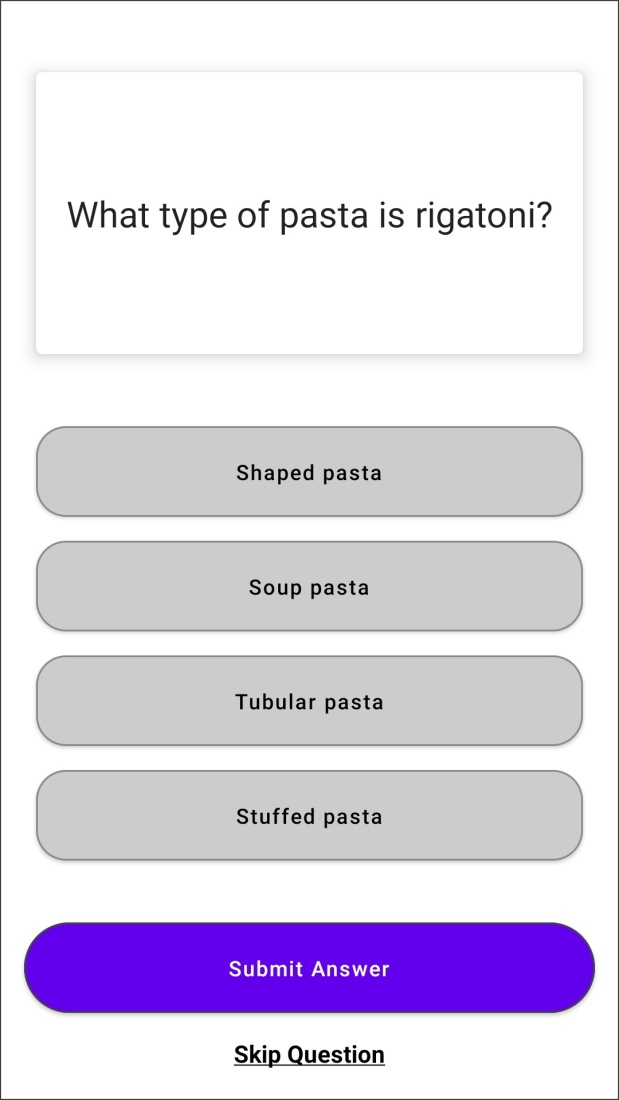 What type of pasta is rigatoni?
Shaped pasta
Soup pasta
Tubular pasta
Stuffed pasta
Submit Answer
Skip Question